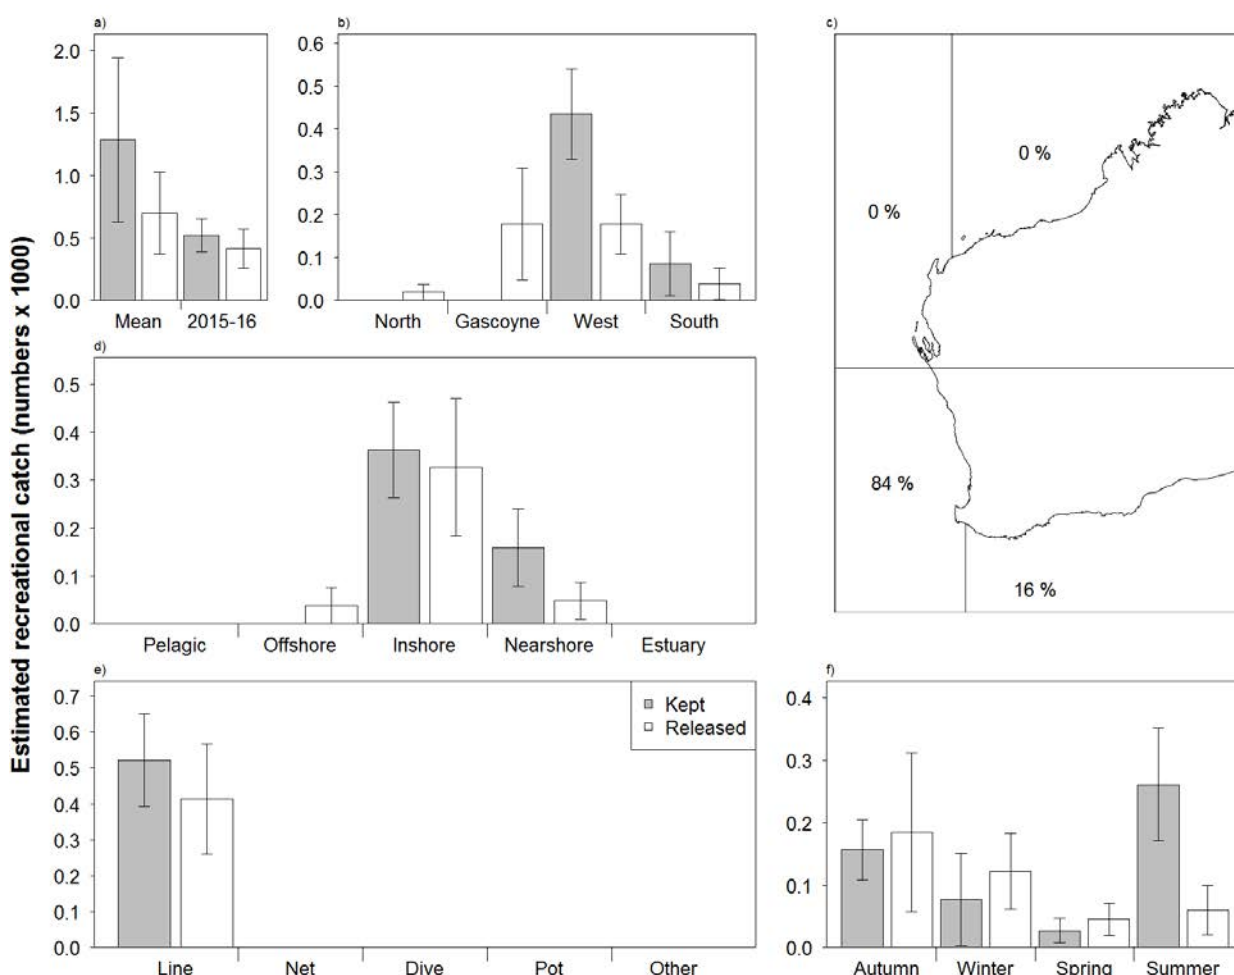 Estimated recreational catch (numbers x 1000)
a)
2.0
1.5
1.0
0.5
0.0
Mean 2015-16
b)
0.6
0.5
0.4
0.3
0.2
0.1
0.0
North Gascoyne West South
c)
0 %
0 %
84 %
16 %
d)
0.5
0.4
0.3
0.2
0.1
0.0
Pelagic Offshore Inshore Nearshore Estuary
e)
0.7
0.6
0.5
0.4
0.3
0.2
0.1
0.0
Kept
Released
Line Net Dive Pot Other
f)
0.4
0.3
0.2
0.1
0.0
Autumn Winter Spring Summer